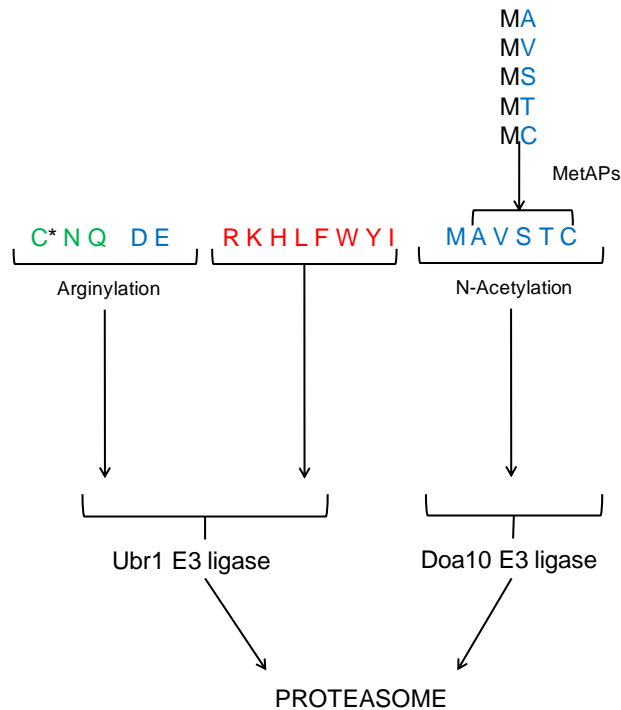 MA
MV
MS
MT
MC
MetAPs
C* N Q D E
R K H L F W Y I
M A V S T C
Arginylation
N-Acetylation
Ubr1 E3 ligase
Doa10 E3 ligase
PROTEASOME